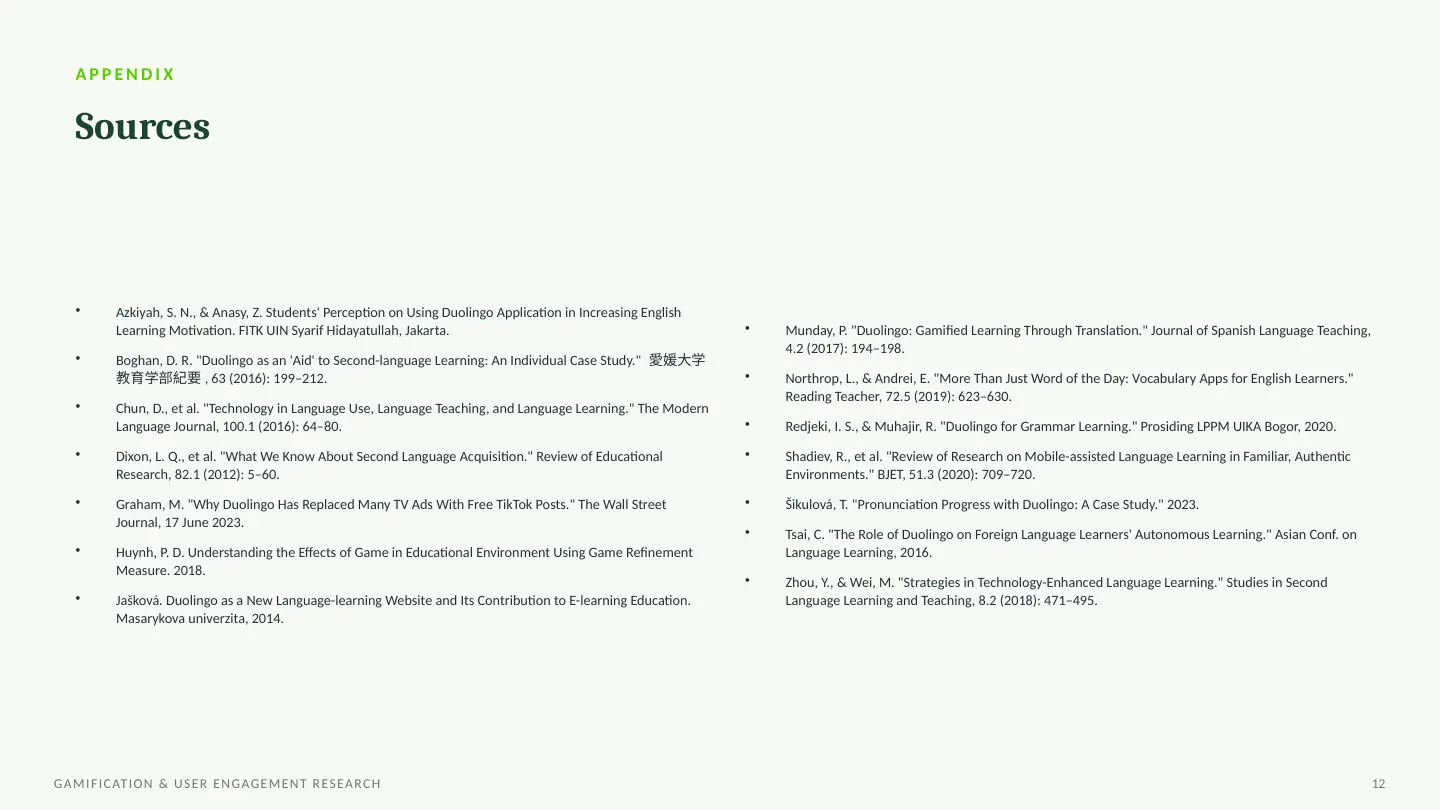 APPENDIX
Sources
• Azkiyah, S. N., & Anasy, Z. Students' Perception on Using Duolingo Application in Increasing English
Learning Motivation. FITK UIN Syarif Hidayatullah, Jakarta.
• Boghan, D. R. "Duolingo as an 'Aid' to Second-language Learning: An Individual Case Study." 愛媛大学
教育学部紀要 , 63 (2016): 199–212.
• Chun, D., et al. "Technology in Language Use, Language Teaching, and Language Learning." The Modern
Language Journal, 100.1 (2016): 64–80.
• Dixon, L. Q., et al. "What We Know About Second Language Acquisition." Review of Educational
Research, 82.1 (2012): 5–60.
• Graham, M. "Why Duolingo Has Replaced Many TV Ads With Free TikTok Posts." The Wall Street
Journal, 17 June 2023.
• Huynh, P. D. Understanding the Effects of Game in Educational Environment Using Game Refinement
Measure. 2018.
• Jašková. Duolingo as a New Language-learning Website and Its Contribution to E-learning Education.
Masarykova univerzita, 2014.
• Munday, P. "Duolingo: Gamified Learning Through Translation." Journal of Spanish Language Teaching,
4.2 (2017): 194–198.
• Northrop, L., & Andrei, E. "More Than Just Word of the Day: Vocabulary Apps for English Learners."
Reading Teacher, 72.5 (2019): 623–630.
• Redjeki, I. S., & Muhajir, R. "Duolingo for Grammar Learning." Prosiding LPPM UIKA Bogor, 2020.
• Shadiev, R., et al. "Review of Research on Mobile-assisted Language Learning in Familiar, Authentic
Environments." BJET, 51.3 (2020): 709–720.
• Šikulová, T. "Pronunciation Progress with Duolingo: A Case Study." 2023.
• Tsai, C. "The Role of Duolingo on Foreign Language Learners' Autonomous Learning." Asian Conf. on
Language Learning, 2016.
• Zhou, Y., & Wei, M. "Strategies in Technology-Enhanced Language Learning." Studies in Second
Language Learning and Teaching, 8.2 (2018): 471–495.
GAMIFICATION & USER ENGAGEMENT RESEARCH
12